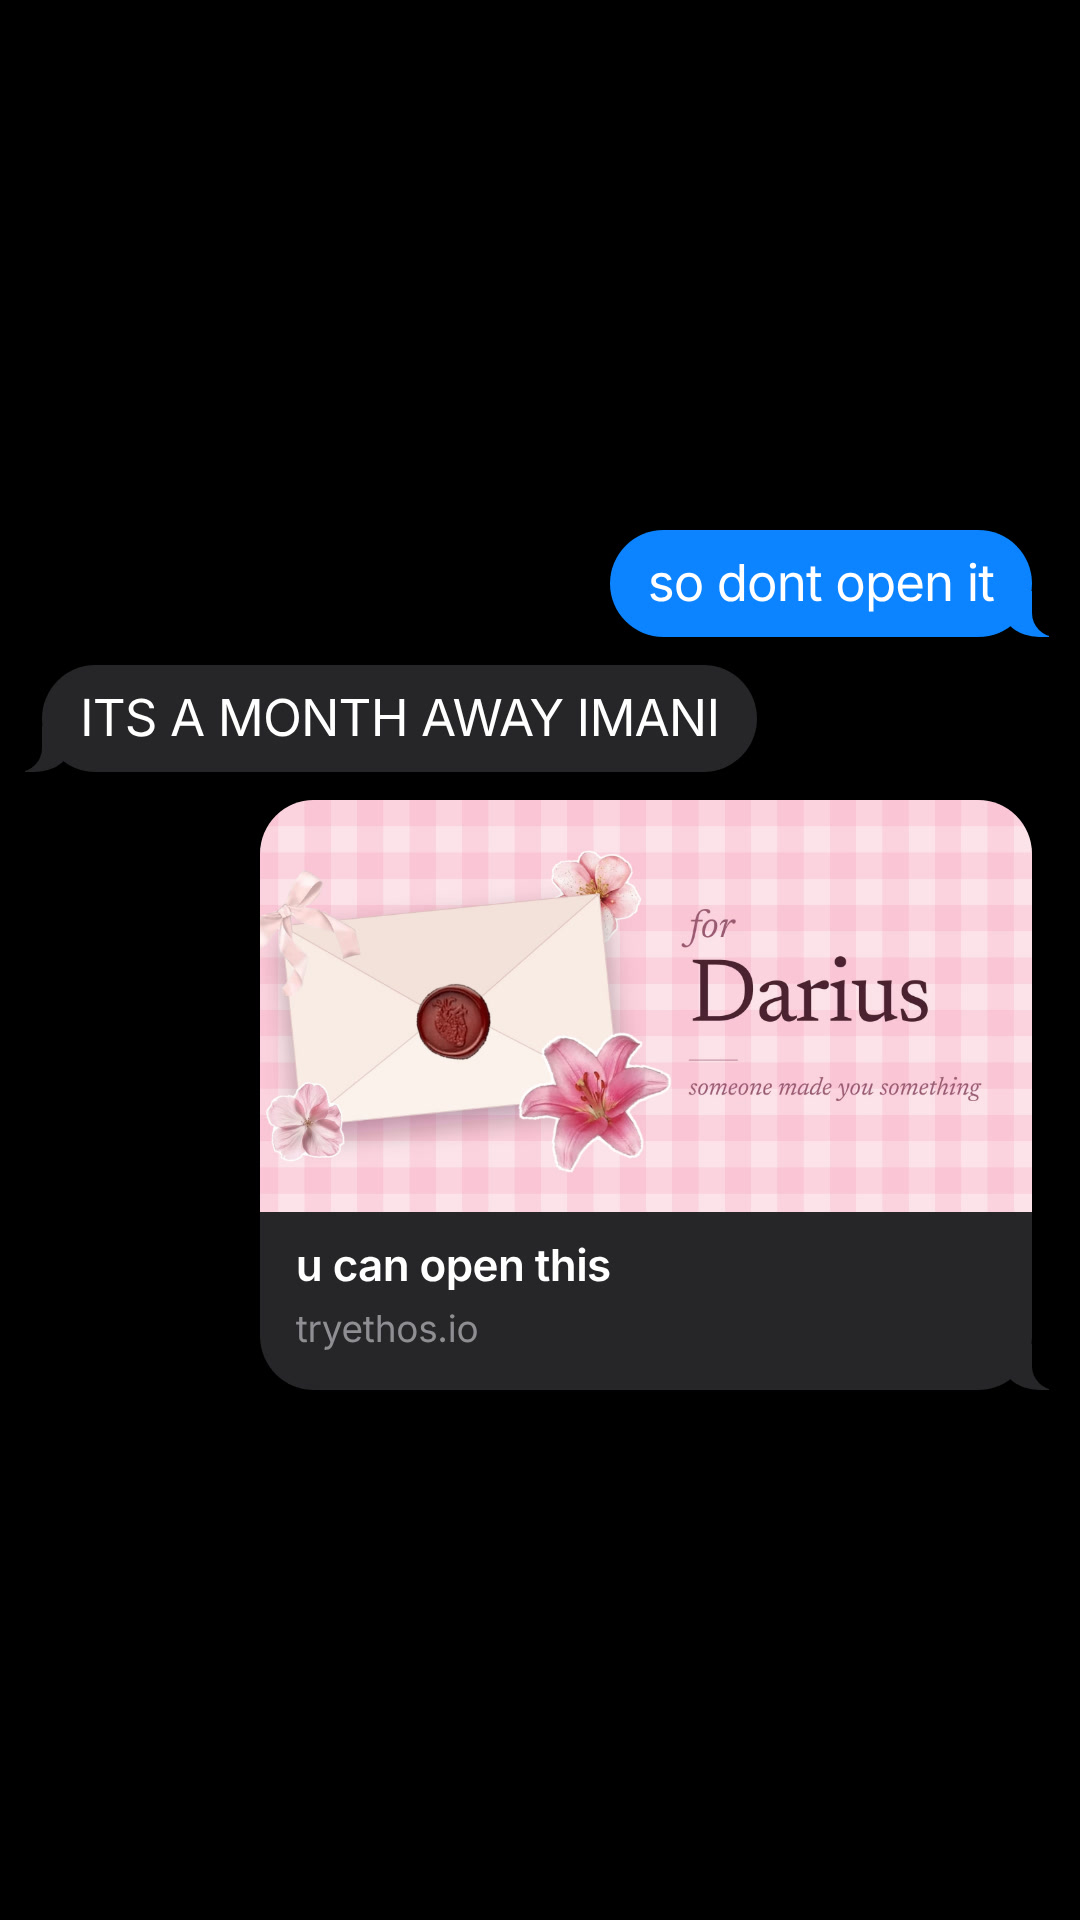 so dont open it
ITS A MONTH AWAY IMANI
for
Darius
someone made you something
u can open this
tryethos.io